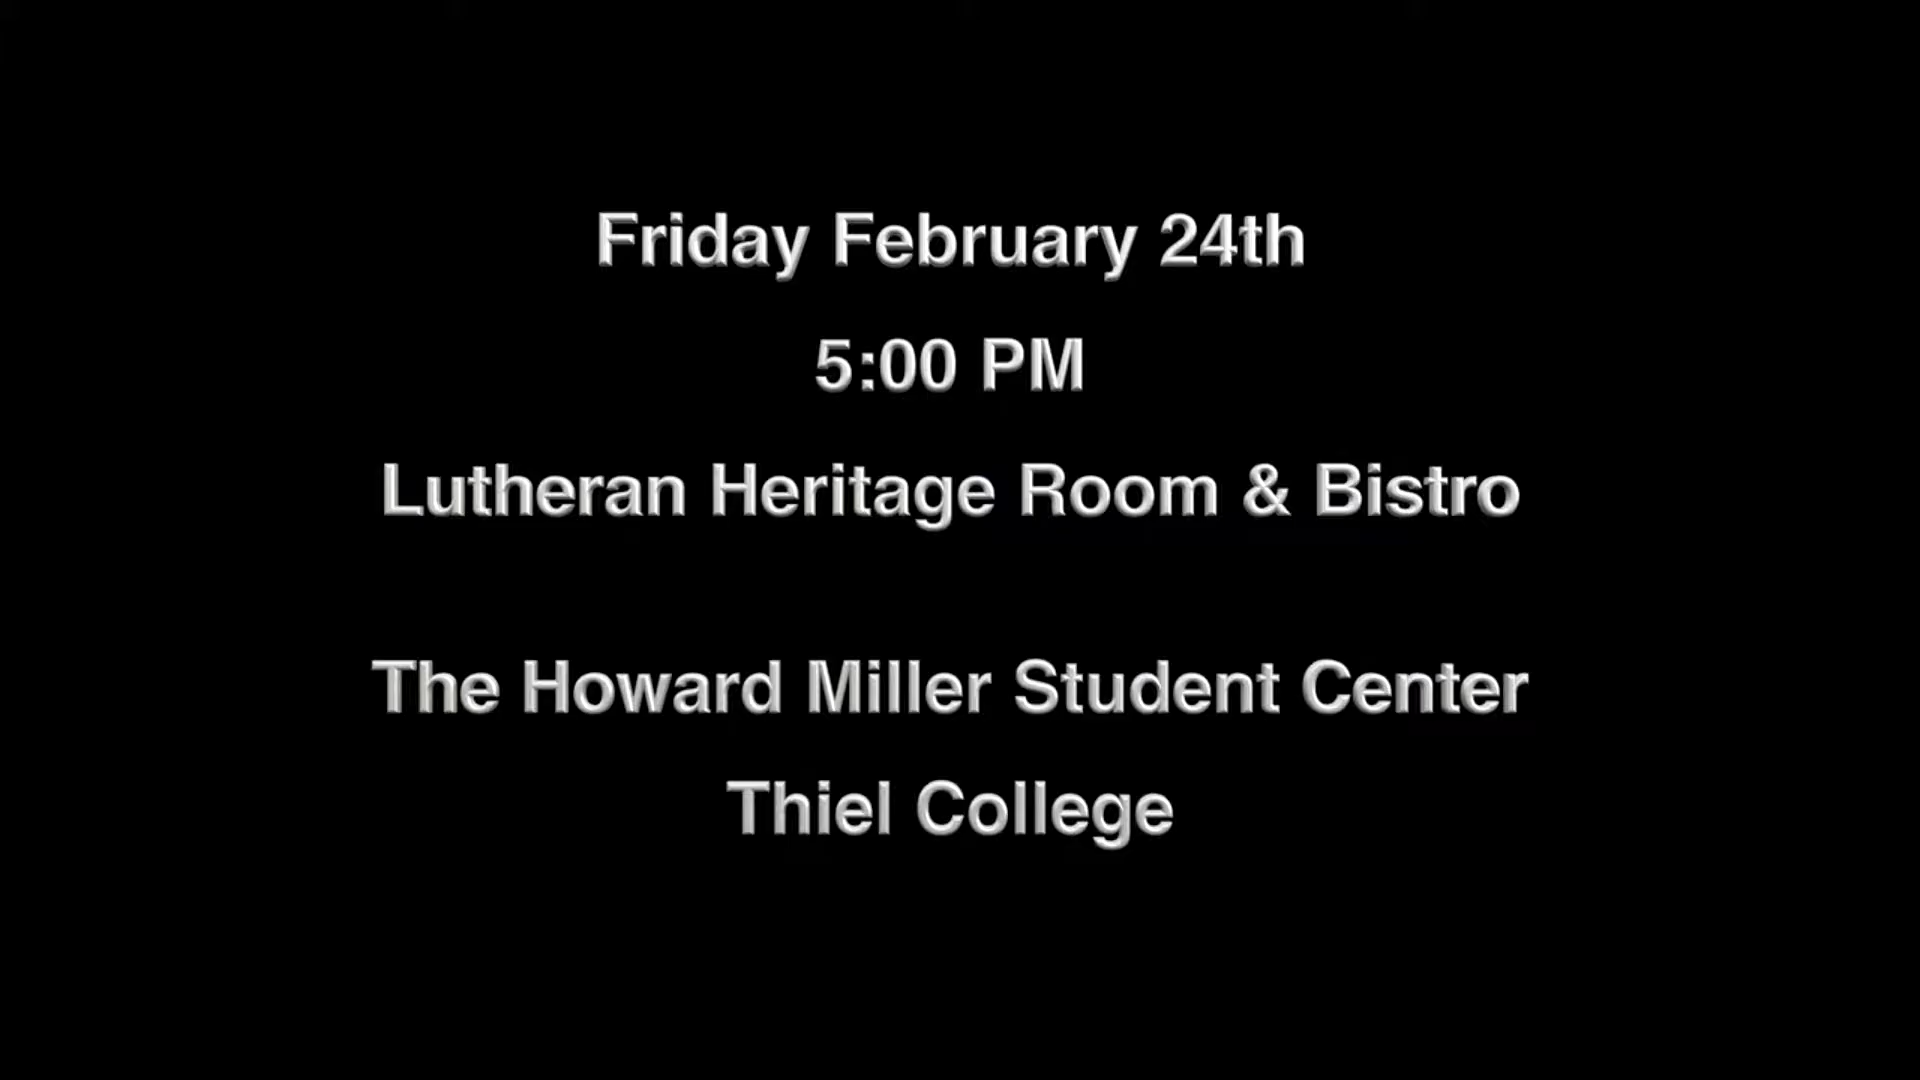 Friday February 24th
5:00 PM
Lutheran Heritage Room & Bistro
The Howard Miller Student Center
Thiel College